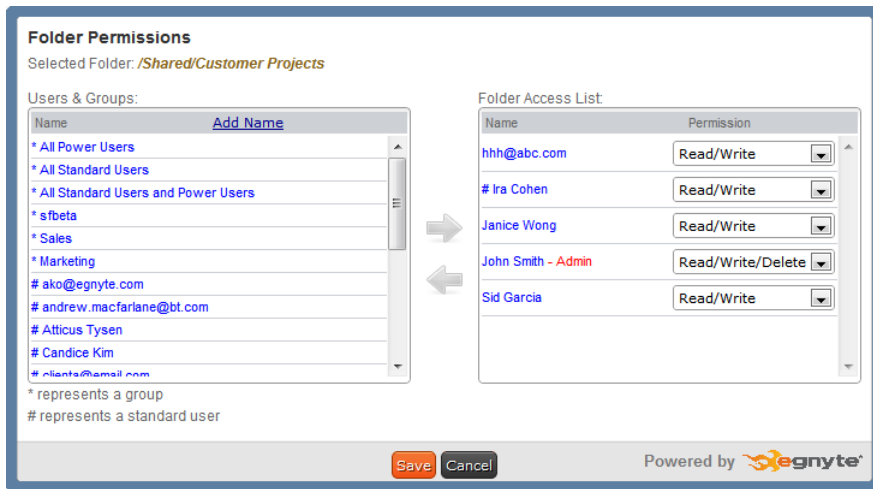 Folder Permissions
Selected Folder: /Shared/Customer Projects
Users & Groups:
Name Add Name
* All Power Users
* All Standard Users
* All Standard Users and Power Users
* sfbeta
* Sales
* Marketing
# ako@egnyte.com
# andrew.macfarlane@bt.com
# Atticus Tysen
# Candice Kim
# clienta@email.com
* represents a group
# represents a standard user
Folder Access List:
Name Permission
hhh@abc.com Read/Write
# Ira Cohen Read/Write
Janice Wong Read/Write
John Smith - Admin Read/Write/Delete
Sid Garcia Read/Write
Save Cancel
Powered by egnyte